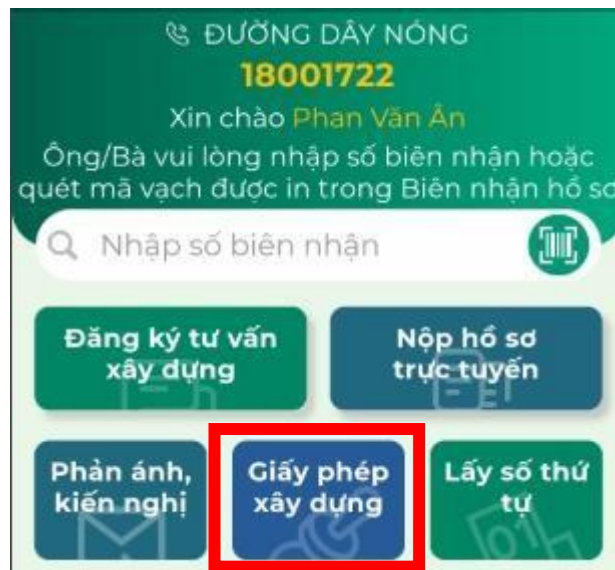 ĐƯỜNG DÂY NÓNG
18001722
Xin chào Phan Văn Ân
Ông/Bà vui lòng nhập số biên nhận hoặc
quét mã vạch được in trong Biên nhận hồ sơ
Nhập số biên nhận
Đăng ký tư vấn
xây dựng
Nộp hồ sơ
trực tuyến
Phản ánh,
kiến nghị
Giấy phép
xây dựng
Lấy số thứ
tự
01